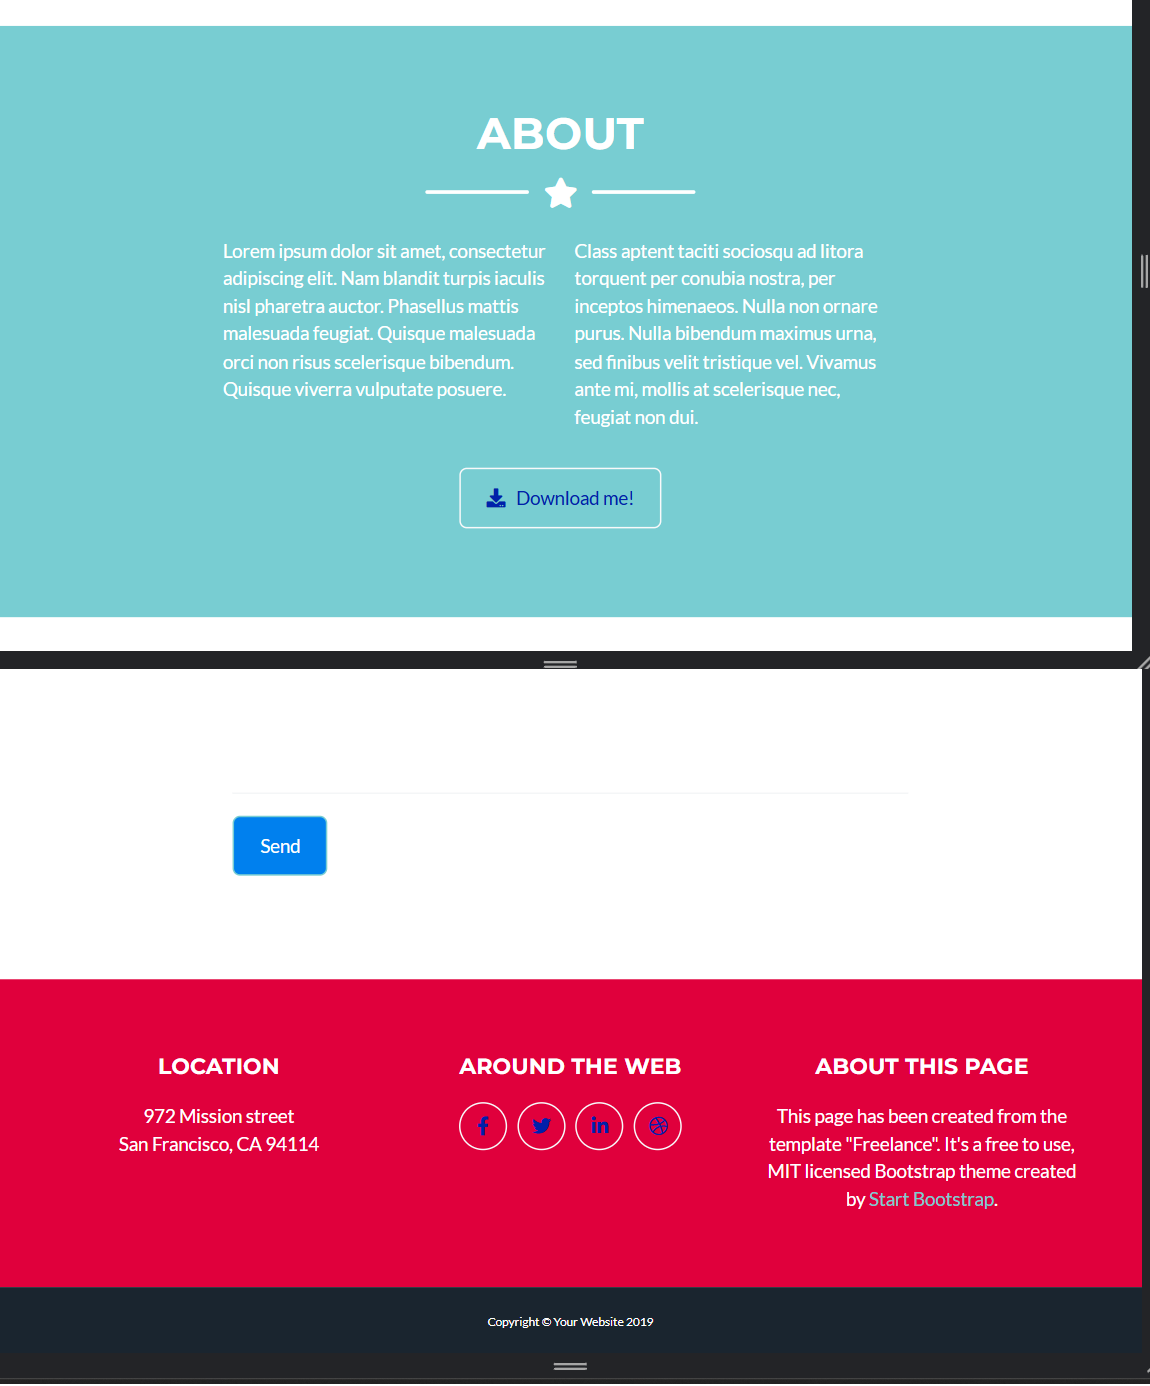 ABOUT
Lorem ipsum dolor sit amet, consectetur
adipiscing elit. Nam blandit turpis iaculis
nisl pharetra auctor. Phasellus mattis
malesuada feugiat. Quisque malesuada
orci non risus scelerisque bibendum.
Quisque viverra vulputate posuere.
Class aptent taciti sociosqu ad litora
torquent per conubia nostra, per
inceptos himenaeos. Nulla non ornare
purus. Nulla bibendum maximus urna,
sed finibus velit tristique vel. Vivamus
ante mi, mollis at scelerisque nec,
feugiat non dui.
Download me!
Send
LOCATION
972 Mission street
San Francisco, CA 94114
AROUND THE WEB
ABOUT THIS PAGE
This page has been created from the
template "Freelance". It's a free to use,
MIT licensed Bootstrap theme created
by Start Bootstrap.
Copyright © Your Website 2019